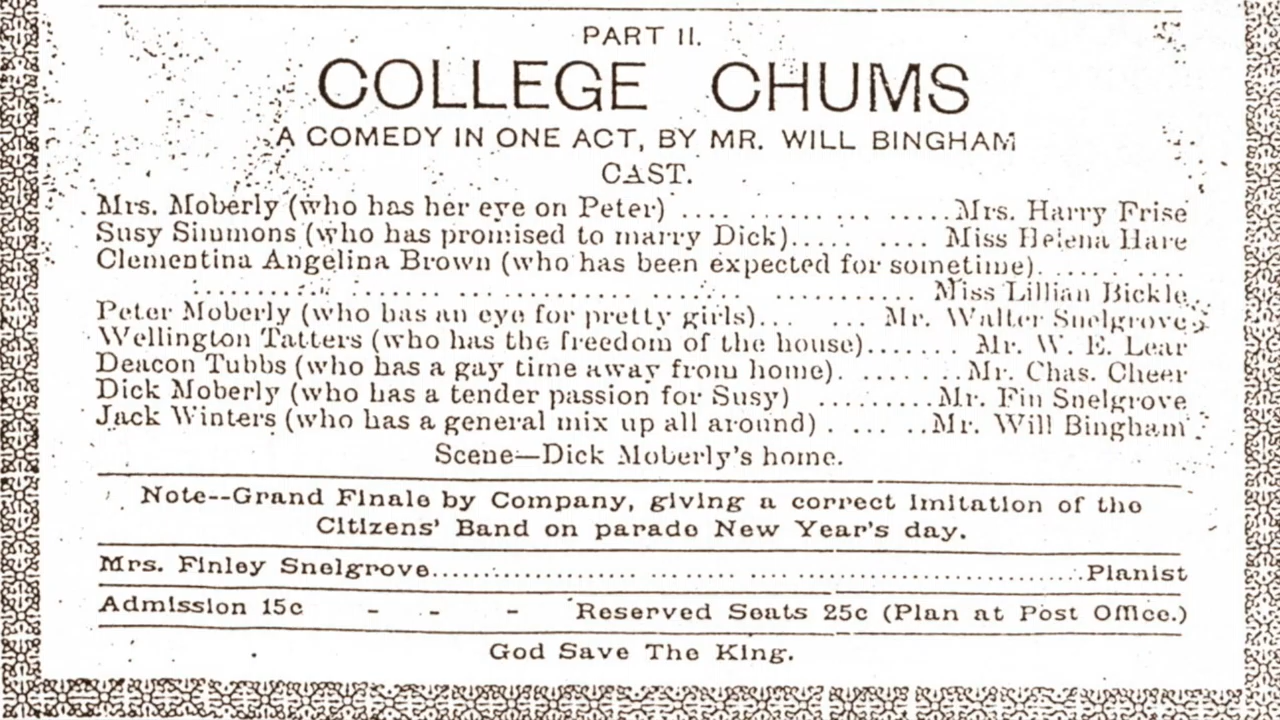 PART II.
COLLEGE CHUMS
A COMEDY IN ONE ACT, BY MR. WILL BINGHAM
CAST.
Mrs. Moberly (who has her eye on Peter) .... ...... ... .....Mrs. Harry Frise
Susy Simmons (who has promised to marry Dick)..... .... Miss Helena Hare
Clementina Angelina Brown (who has been expected for sometime). ..... ....
............. ... ... ..... ...... ...... ........... Miss Lillian Bickle
Peter Moberly (who has an eye for pretty girls)... ... Mr. Walter Snelgrove
Wellington Tatters (who has the freedom of the house)....... Mr. W. E. Lear
Deacon Tubbs (who has a gay time away from home). .......Mr. Chas. Cheer
Dick Moberly (who has a tender passion for Susy) ..........Mr. Fin Snelgrove
Jack Winters (who has a general mix up all around) . ... ..Mr. Will Bingham
Scene—Dick Moberly's home.
Note--Grand Finale by Company, giving a correct imitation of the
Citizens' Band on parade New Year's day.
Mrs. Finley Snelgrove.......................... ....... .... ..............................Pianist
Admission 15c - - - Reserved Seats 25c (Plan at Post Office.)
God Save The King.